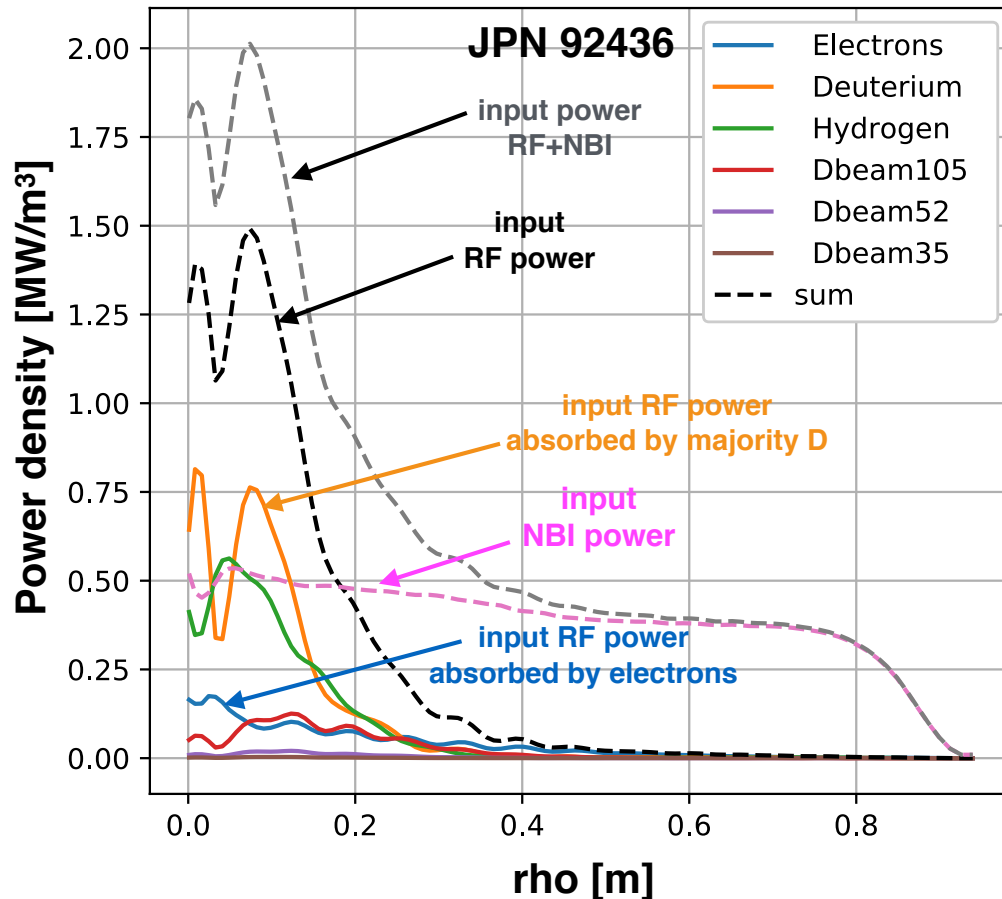 JPN 92436
Electrons
Deuterium
Hydrogen
Dbeam105
Dbeam52
Dbeam35
sum
input power
RF+NBI
input
RF power
input RF power
absorbed by majority D
input
NBI power
input RF power
absorbed by electrons
Power density [MW/m³]
2.00
1.75
1.50
1.25
1.00
0.75
0.50
0.25
0.00
0.0 0.2 0.4 0.6 0.8
rho [m]